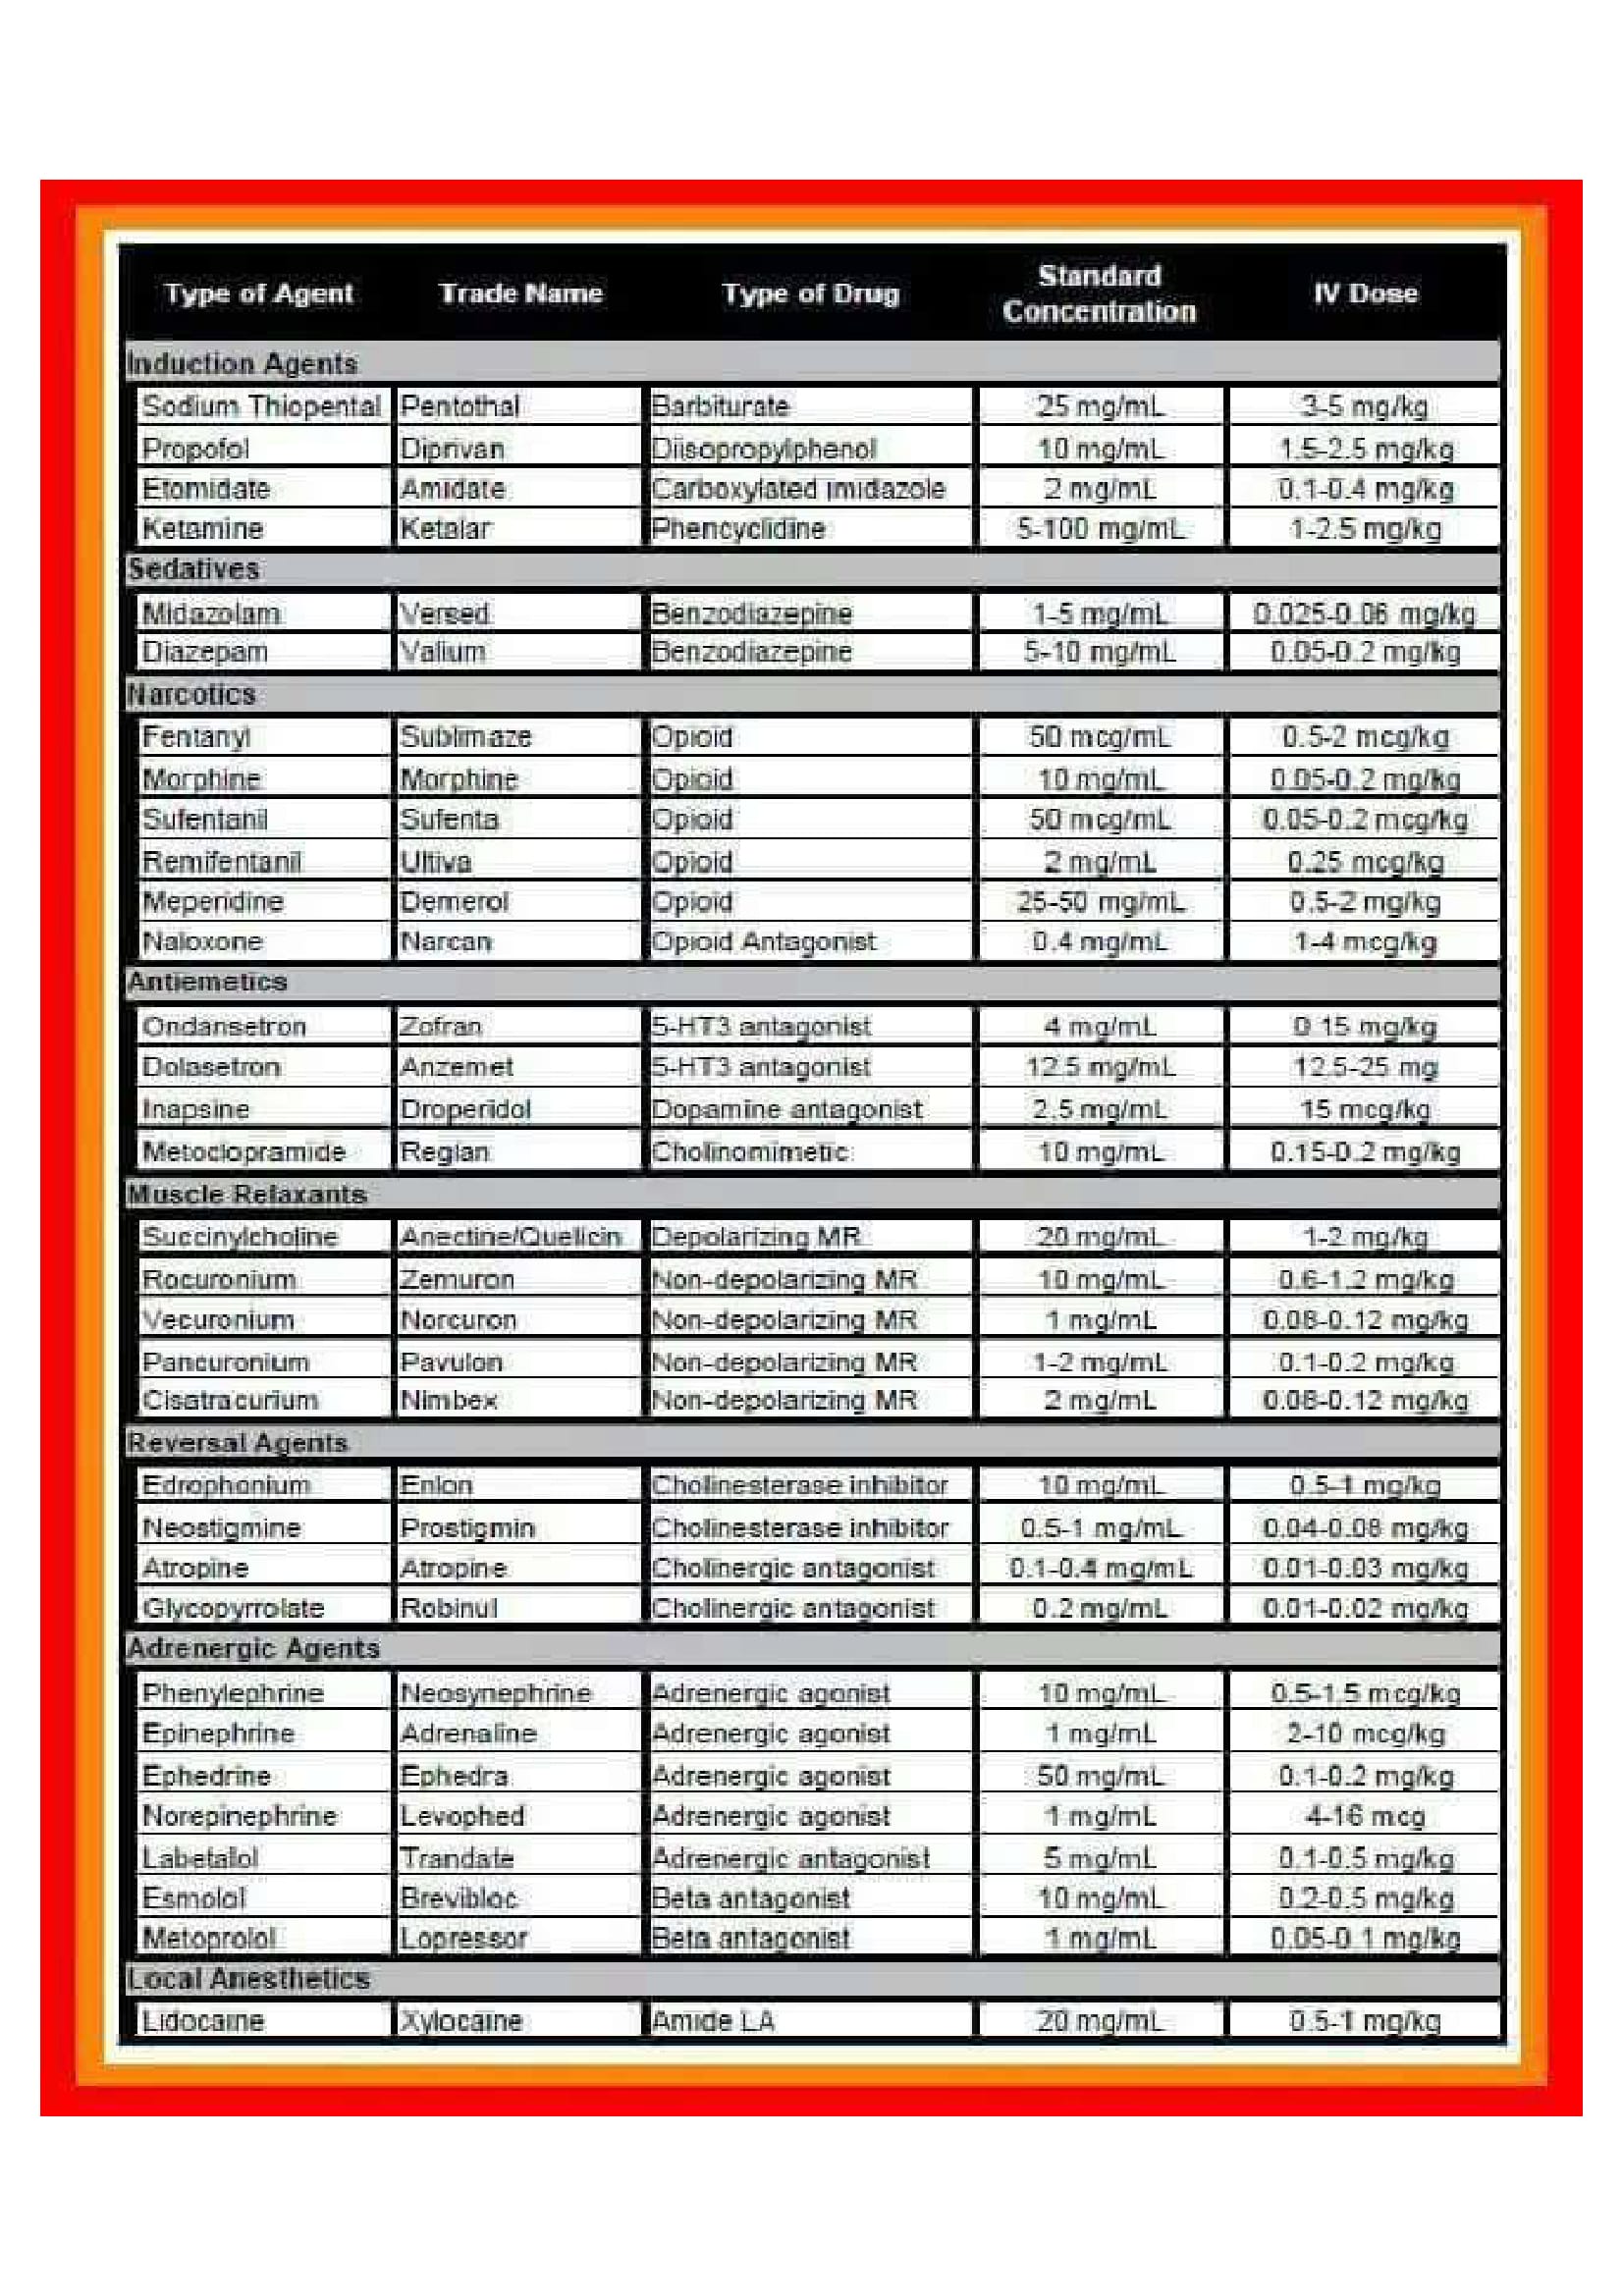 Type of Agent Trade Name Type of Drug Standard Concentration IV Dose
Induction Agents
Sodium Thiopental Pentothal Barbiturate 25 mg/mL 3-5 mg/kg
Propofol Diprivan Diisopropylphenol 10 mg/mL 1.5-2.5 mg/kg
Etomidate Amidate Carboxylated imidazole 2 mg/mL 0.1-0.4 mg/kg
Ketamine Ketalar Phencyclidine 5-100 mg/mL 1-2.5 mg/kg
Sedatives
Midazolam Versed Benzodiazepine 1-5 mg/mL 0.025-0.06 mg/kg
Diazepam Valium Benzodiazepine 5-10 mg/mL 0.05-0.2 mg/kg
Narcotics
Fentanyl Sublimaze Opioid 50 mcg/mL 0.5-2 mcg/kg
Morphine Morphine Opioid 10 mg/mL 0.05-0.2 mg/kg
Sufentanil Sufenta Opioid 50 mcg/mL 0.05-0.2 mcg/kg
Remifentanil Ultiva Opioid 2 mg/mL 0.25 mcg/kg
Meperidine Demerol Opioid 25-50 mg/mL 0.5-2 mg/kg
Naloxone Narcan Opioid Antagonist 0.4 mg/mL 1-4 mcg/kg
Antiemetics
Ondansetron Zofran 5-HT3 antagonist 4 mg/mL 0.15 mg/kg
Dolasetron Anzemet 5-HT3 antagonist 12.5 mg/mL 12.5-25 mg
Inapsine Droperidol Dopamine antagonist 2.5 mg/mL 15 mcg/kg
Metoclopramide Reglan Cholinomimetic 10 mg/mL 0.15-0.2 mg/kg
Muscle Relaxants
Succinylcholine Anectine/Quelicin Depolarizing MR 20 mg/mL 1-2 mg/kg
Rocuronium Zemuron Non-depolarizing MR 10 mg/mL 0.6-1.2 mg/kg
Vecuronium Norcuron Non-depolarizing MR 1 mg/mL 0.08-0.12 mg/kg
Pancuronium Pavulon Non-depolarizing MR 1-2 mg/mL 0.1-0.2 mg/kg
Cisatracurium Nimbex Non-depolarizing MR 2 mg/mL 0.08-0.12 mg/kg
Reversal Agents
Edrophonium Enlon Cholinesterase inhibitor 10 mg/mL 0.5-1 mg/kg
Neostigmine Prostigmin Cholinesterase inhibitor 0.5-1 mg/mL 0.04-0.08 mg/kg
Atropine Atropine Cholinergic antagonist 0.1-0.4 mg/mL 0.01-0.03 mg/kg
Glycopyrrolate Robinul Cholinergic antagonist 0.2 mg/mL 0.01-0.02 mg/kg
Adrenergic Agents
Phenylephrine Neosynephrine Adrenergic agonist 10 mg/mL 0.5-1.5 mcg/kg
Epinephrine Adrenaline Adrenergic agonist 1 mg/mL 2-10 mcg/kg
Ephedrine Ephedra Adrenergic agonist 50 mg/mL 0.1-0.2 mg/kg
Norepinephrine Levophed Adrenergic agonist 1 mg/mL 4-16 mcg
Labetalol Trandate Adrenergic antagonist 5 mg/mL 0.1-0.5 mg/kg
Esmolol Brevibloc Beta antagonist 10 mg/mL 0.2-0.5 mg/kg
Metoprolol Lopressor Beta antagonist 1 mg/mL 0.05-0.1 mg/kg
Local Anesthetics
Lidocaine Xylocaine Amide LA 20 mg/mL 0.5-1 mg/kg